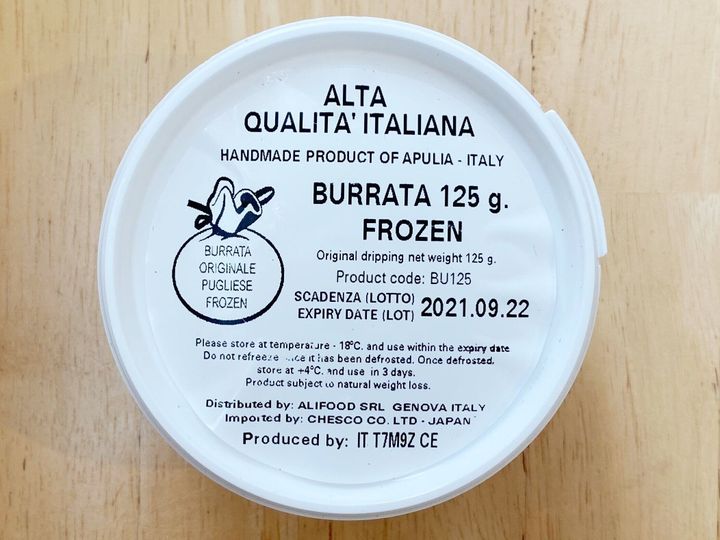 ALTA
QUALITA' ITALIANA
HANDMADE PRODUCT OF APULIA - ITALY
BURRATA 125 g.
FROZEN
Original dripping net weight 125 g.
Product code: BU125
SCADENZA (LOTTO)
EXPIRY DATE (LOT) 2021.09.22
BURRATA
ORIGINALE
PUGLIESE
FROZEN
Please store at temperature - 18°C. and use within the expiry date
Do not refreeze it has been defrosted. Once defrosted,
store at +4°C. and use in 3 days.
Product subject to natural weight loss.
Distributed by: ALIFOOD SRL GENOVA ITALY
Imported by: CHESCO CO. LTD - JAPAN
Produced by: IT T7M9Z CE